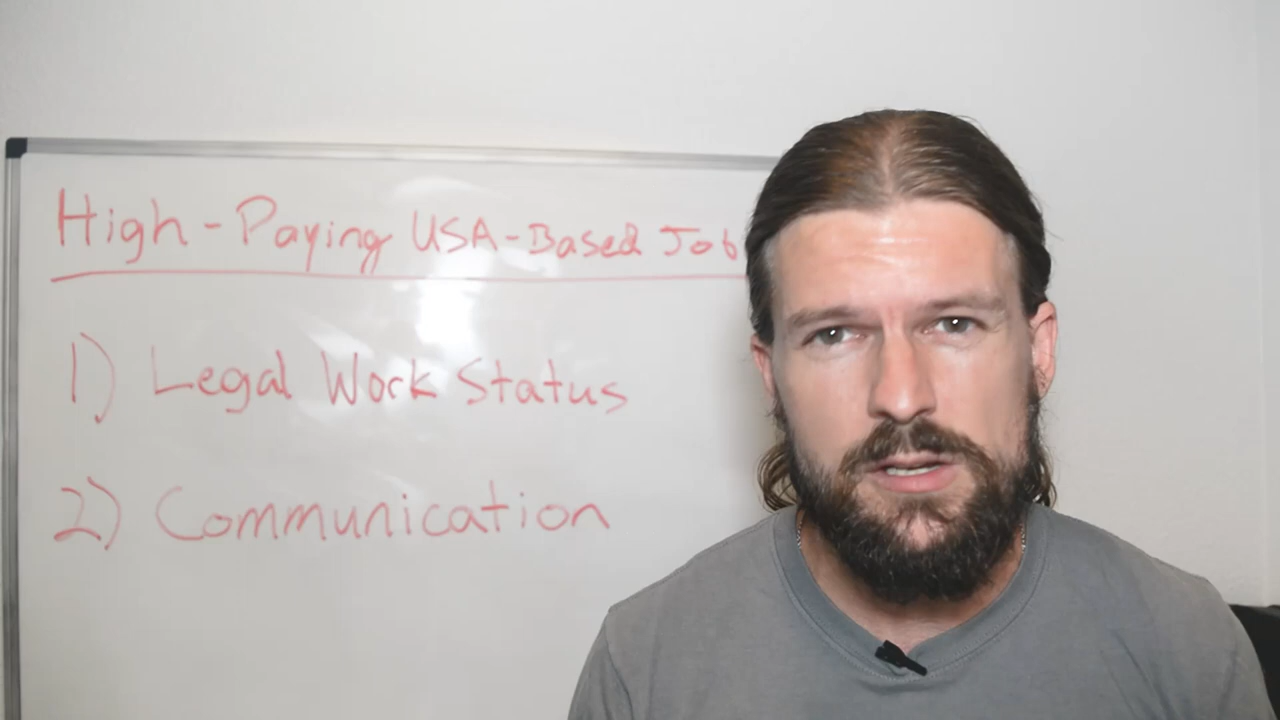 High-Paying USA-Based Job
1) Legal Work Status
2) Communication